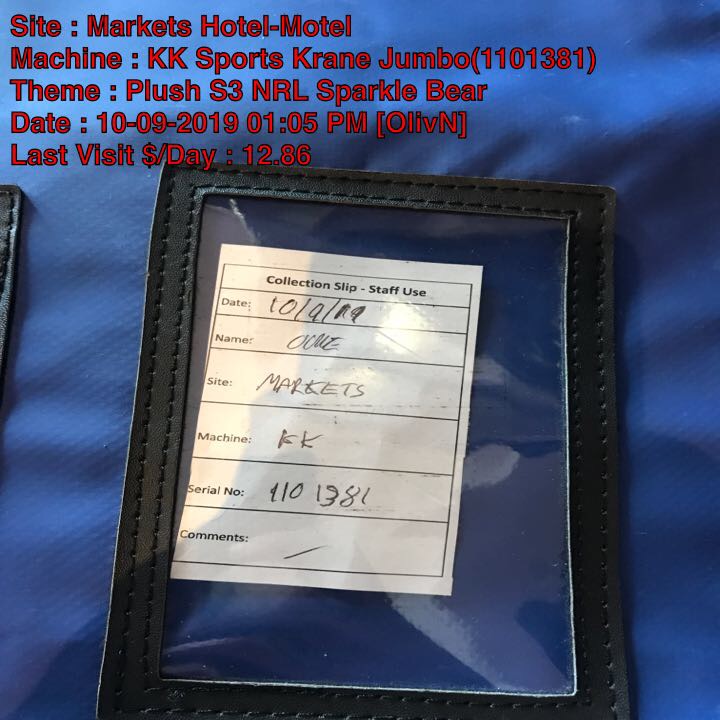 Site : Markets Hotel-Motel
Machine : KK Sports Krane Jumbo(1101381)
Theme : Plush S3 NRL Sparkle Bear
Date : 10-09-2019 01:05 PM [OlivN]
Last Visit $/Day : 12.86
Collection Slip - Staff Use
Date: 10/9/19
Name:
Site: MARKETS
Machine: KK
Serial No: 1101381
Comments: —